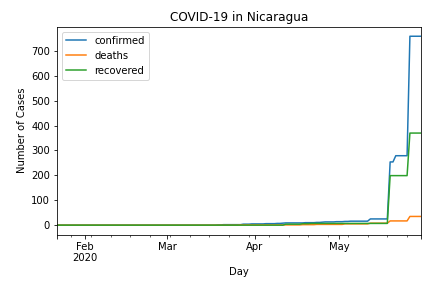 COVID-19 in Nicaragua
confirmed
deaths
recovered
Number of Cases
700
600
500
400
300
200
100
0
Feb
2020
Mar
Apr
May
Day